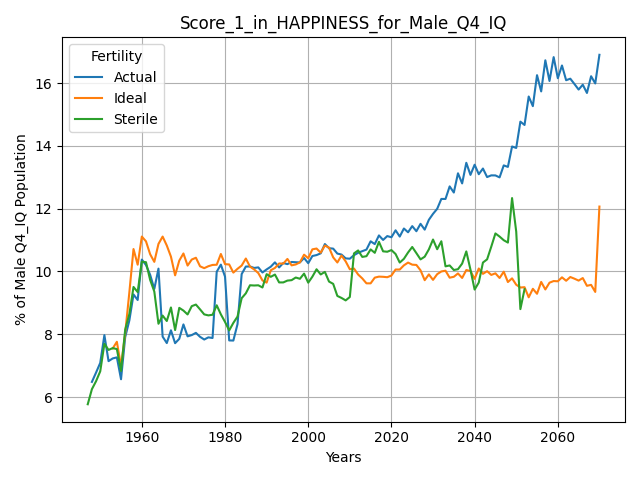 Score_1_in_HAPPINESS_for_Male_Q4_IQ
Fertility
Actual
Ideal
Sterile
% of Male Q4_IQ Population
16
14
12
10
8
6
1960
1980
2000
2020
2040
2060
Years